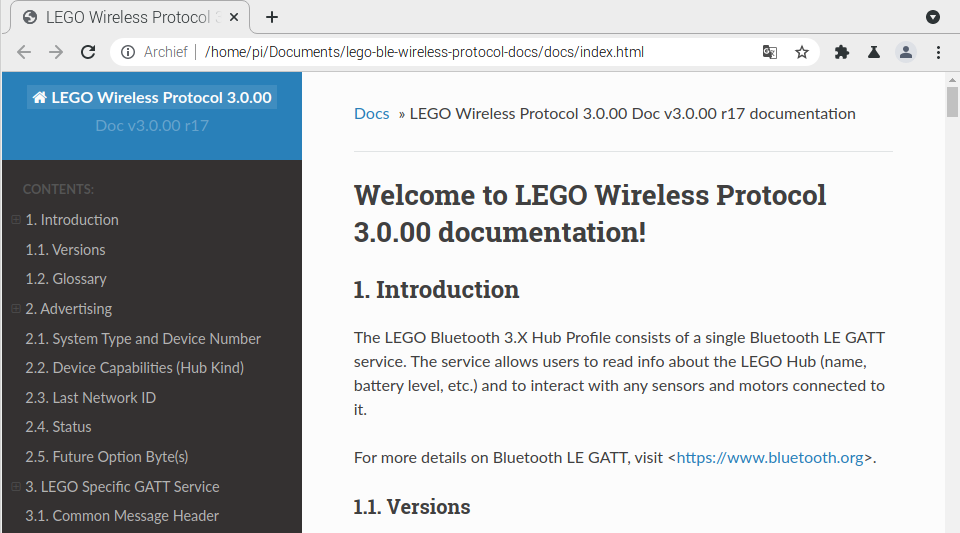 LEGO Wireless Protocol 3
Archief | /home/pi/Documents/lego-ble-wireless-protocol-docs/docs/index.html
LEGO Wireless Protocol 3.0.00
Doc v3.0.00 r17
CONTENTS:
1. Introduction
1.1. Versions
1.2. Glossary
2. Advertising
2.1. System Type and Device Number
2.2. Device Capabilities (Hub Kind)
2.3. Last Network ID
2.4. Status
2.5. Future Option Byte(s)
3. LEGO Specific GATT Service
3.1. Common Message Header
Docs » LEGO Wireless Protocol 3.0.00 Doc v3.0.00 r17 documentation
Welcome to LEGO Wireless Protocol
3.0.00 documentation!
1. Introduction
The LEGO Bluetooth 3.X Hub Profile consists of a single Bluetooth LE GATT
service. The service allows users to read info about the LEGO Hub (name,
battery level, etc.) and to interact with any sensors and motors connected to
it.
For more details on Bluetooth LE GATT, visit <https://www.bluetooth.org>.
1.1. Versions